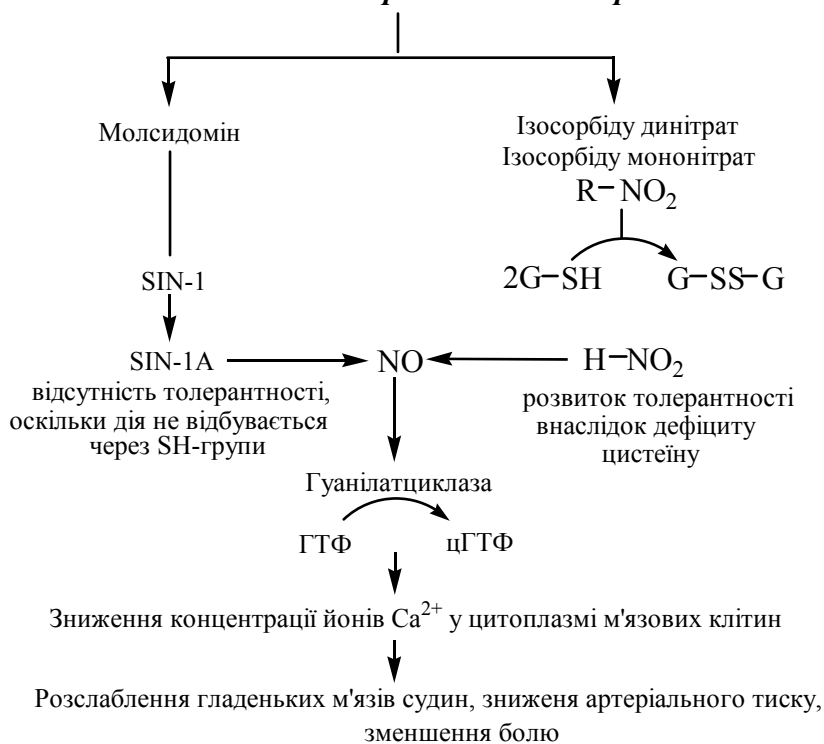 Молсидомін
Ізосорбіду динітрат
Ізосорбіду мононітрат
R–NO₂
2G–SH
G–SS–G
SIN-1
SIN-1A
NO
H–NO₂
відсутність толерантності,
оскільки дія не відбувається
через SH-групи
розвиток толерантності
внаслідок дефіциту
цистеїну
Гуанілатциклаза
ГТФ
цГТФ
Зниження концентрації йонів Ca²⁺ у цитоплазмі м'язових клітин
Розслаблення гладеньких м'язів судин, зниженя артеріального тиску,
зменшення болю